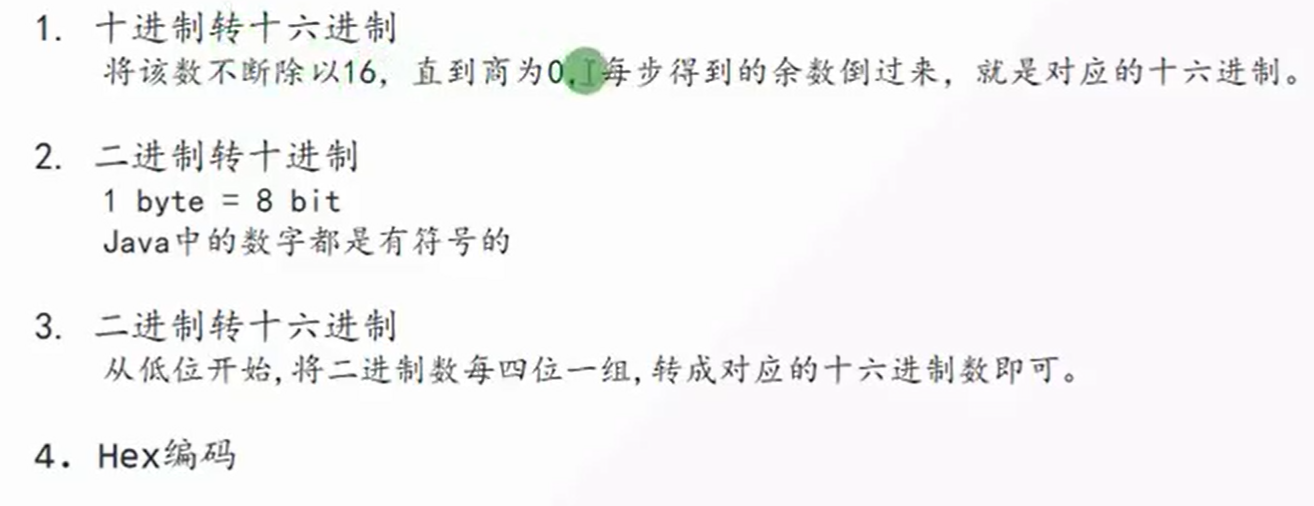 1. 十进制转十六进制
将该数不断除以16，直到商为0,每步得到的余数倒过来，就是对应的十六进制。
2. 二进制转十进制
1 byte = 8 bit
Java中的数字都是有符号的
3. 二进制转十六进制
从低位开始,将二进制数每四位一组,转成对应的十六进制数即可。
4. Hex编码